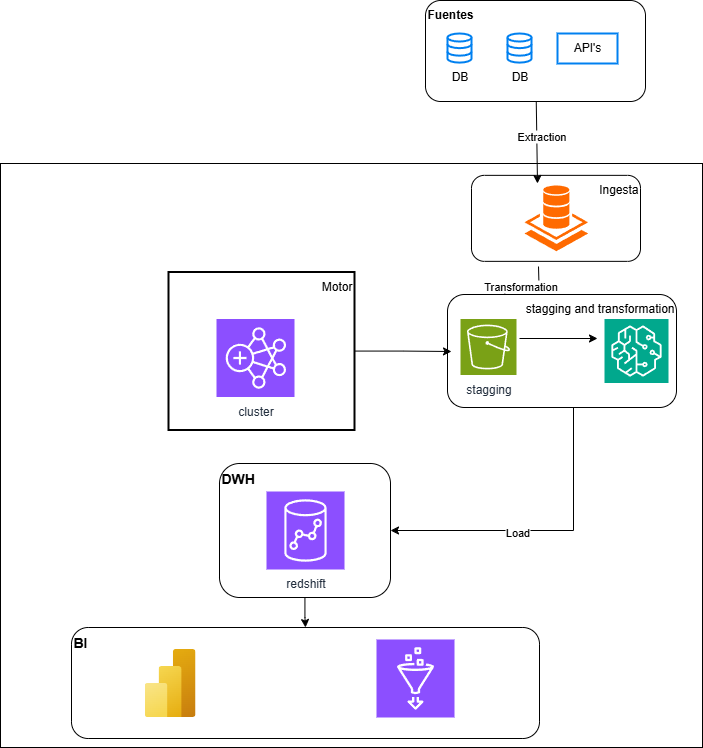 Fuentes
DB
DB
API's
Extraction
Ingesta
Transformation
Motor
stagging and transformation
cluster
stagging
DWH
redshift
Load
BI